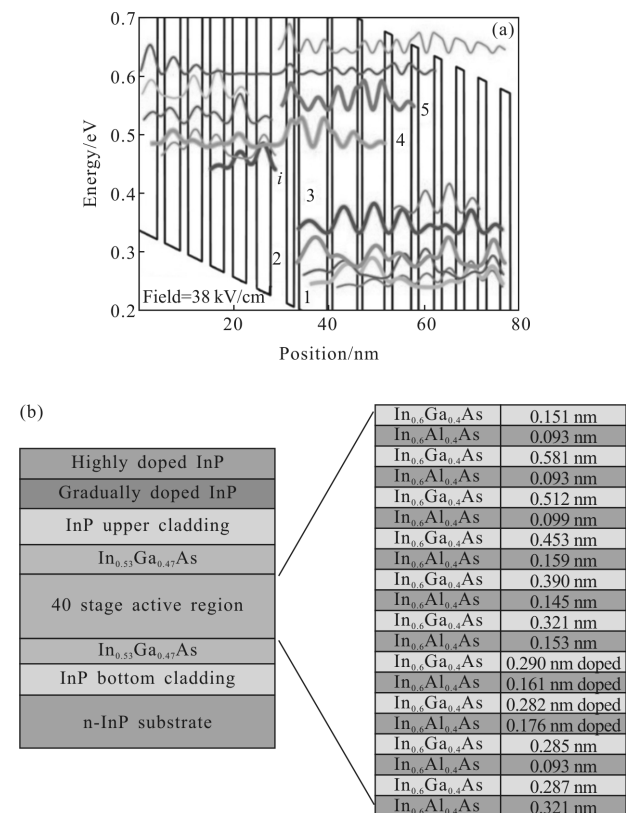 (a)
0.7
0.6
0.5
0.4
0.3
0.2
Energy/eV
5
4
i
3
2
1
Field=38 kV/cm
20
40
60
80
Position/nm
(b)
Highly doped InP
Gradually doped InP
InP upper cladding
In₀.₅₃Ga₀.₄₇As
40 stage active region
In₀.₅₃Ga₀.₄₇As
InP bottom cladding
n-InP substrate
In₀.₆Ga₀.₄As 0.151 nm
In₀.₆Al₀.₄As 0.093 nm
In₀.₆Ga₀.₄As 0.581 nm
In₀.₆Al₀.₄As 0.093 nm
In₀.₆Ga₀.₄As 0.512 nm
In₀.₆Al₀.₄As 0.099 nm
In₀.₆Ga₀.₄As 0.453 nm
In₀.₆Al₀.₄As 0.159 nm
In₀.₆Ga₀.₄As 0.390 nm
In₀.₆Al₀.₄As 0.145 nm
In₀.₆Ga₀.₄As 0.321 nm
In₀.₆Al₀.₄As 0.153 nm
In₀.₆Ga₀.₄As 0.290 nm doped
In₀.₆Al₀.₄As 0.161 nm doped
In₀.₆Ga₀.₄As 0.282 nm doped
In₀.₆Al₀.₄As 0.176 nm doped
In₀.₆Ga₀.₄As 0.285 nm
In₀.₆Al₀.₄As 0.093 nm
In₀.₆Ga₀.₄As 0.287 nm
In₀.₆Al₀.₄As 0.321 nm